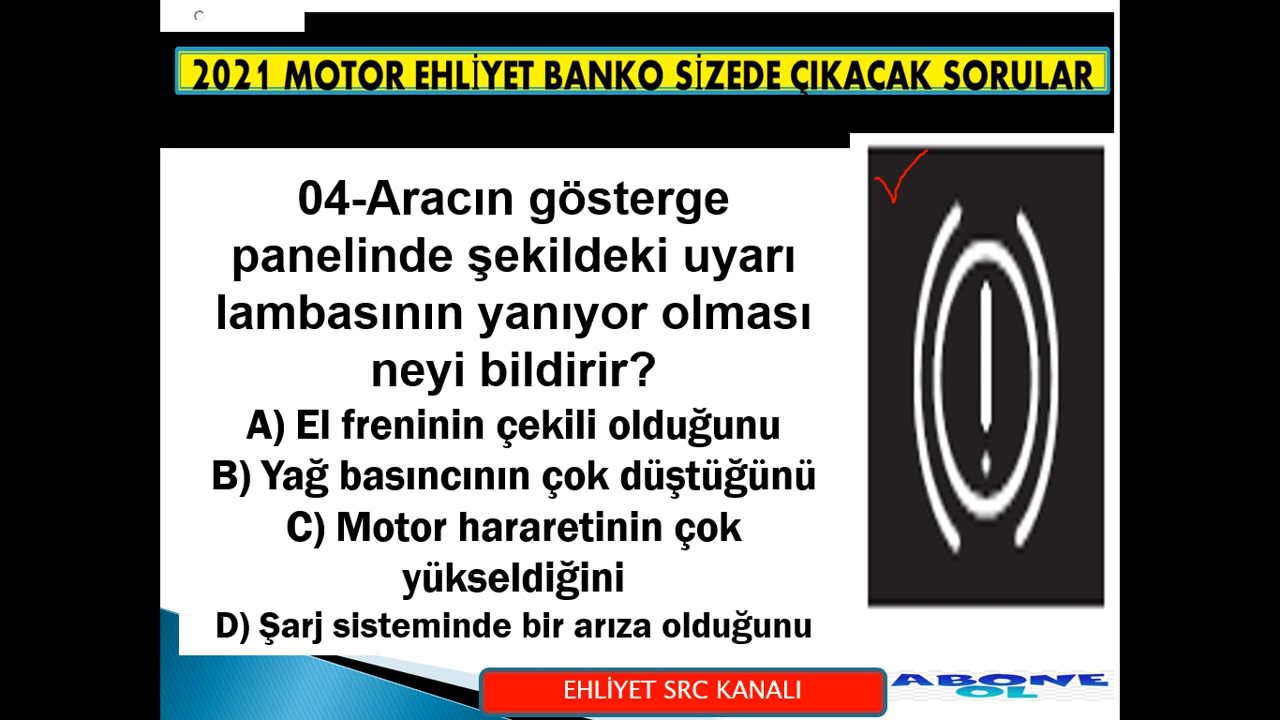 2021 MOTOR EHLİYET BANKO SİZEDE ÇIKACAK SORULAR
04-Aracın gösterge
panelinde şekildeki uyarı
lambasının yanıyor olması
neyi bildirir?
A) El freninin çekili olduğunu
B) Yağ basıncının çok düştüğünü
C) Motor hararetinin çok
yükseldiğini
D) Şarj sisteminde bir arıza olduğunu
EHLİYET SRC KANALI
ABONE
OL